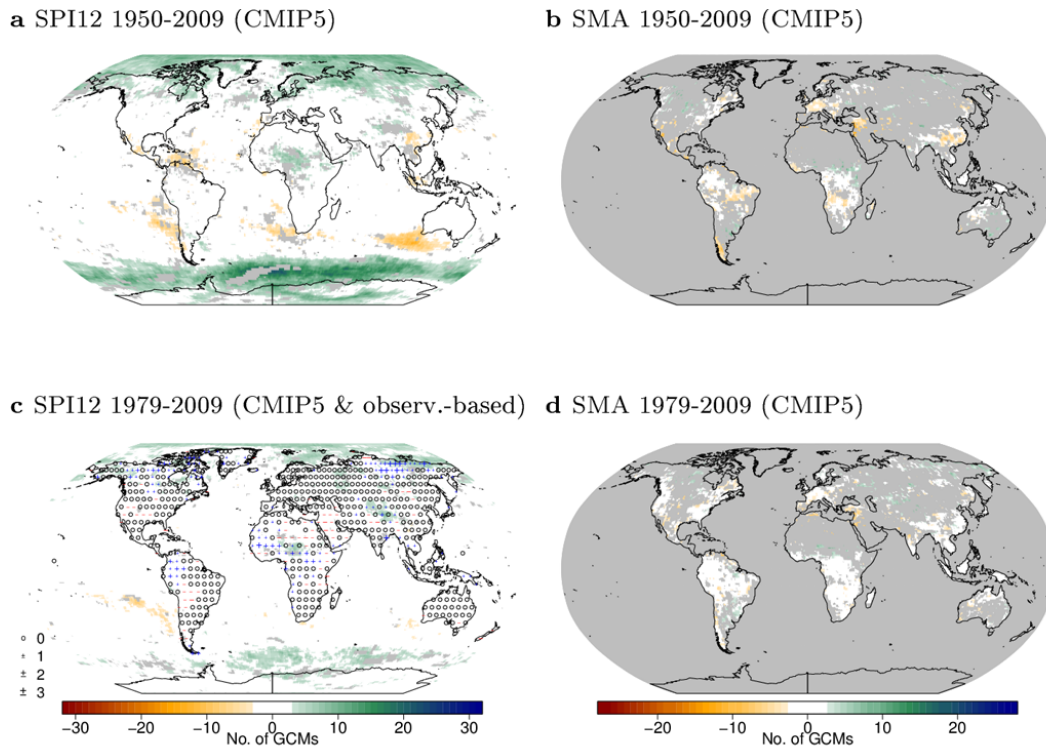 a SPI12 1950-2009 (CMIP5)
b SMA 1950-2009 (CMIP5)
c SPI12 1979-2009 (CMIP5 & observ.-based)
d SMA 1979-2009 (CMIP5)
○ 0
± 1
± 2
± 3
−30 −20 −10 0 10 20 30
No. of GCMs
−20 −10 0 10 20
No. of GCMs